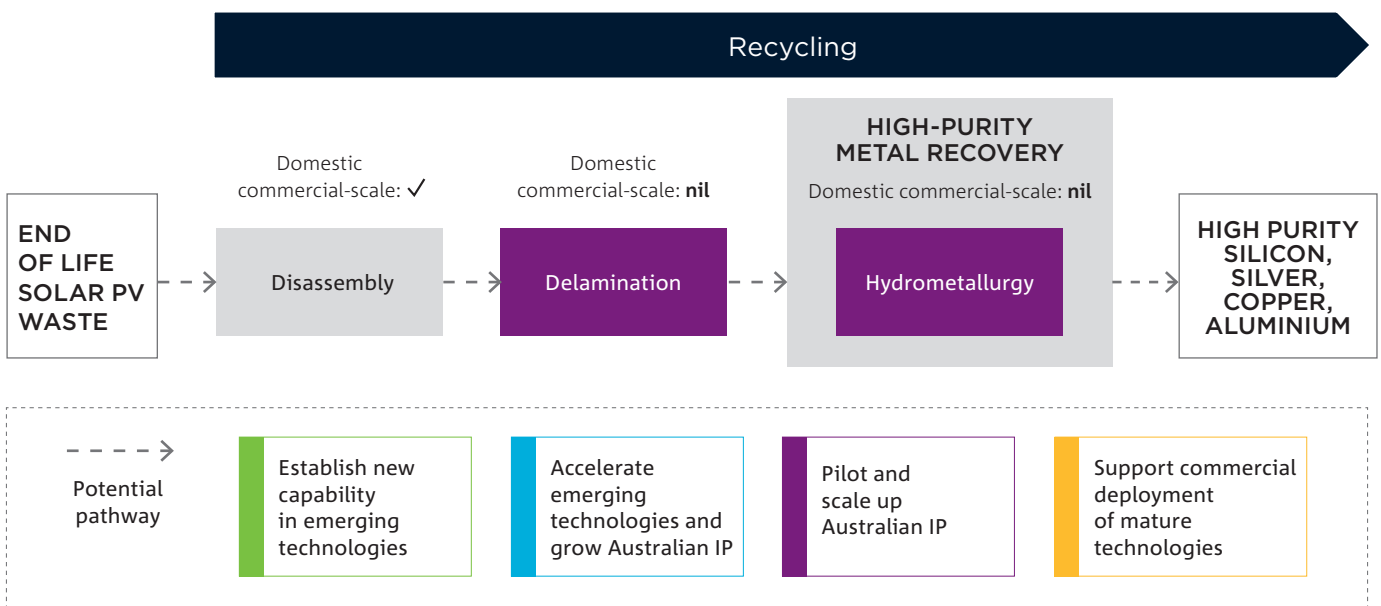 Recycling
HIGH-PURITY
METAL RECOVERY
Domestic
commercial-scale: ✓
Domestic
commercial-scale: nil
Domestic commercial-scale: nil
END
OF LIFE
SOLAR PV
WASTE
Disassembly
Delamination
Hydrometallurgy
HIGH PURITY
SILICON,
SILVER,
COPPER,
ALUMINIUM
Potential
pathway
Establish new
capability
in emerging
technologies
Accelerate
emerging
technologies and
grow Australian IP
Pilot and
scale up
Australian IP
Support commercial
deployment
of mature
technologies